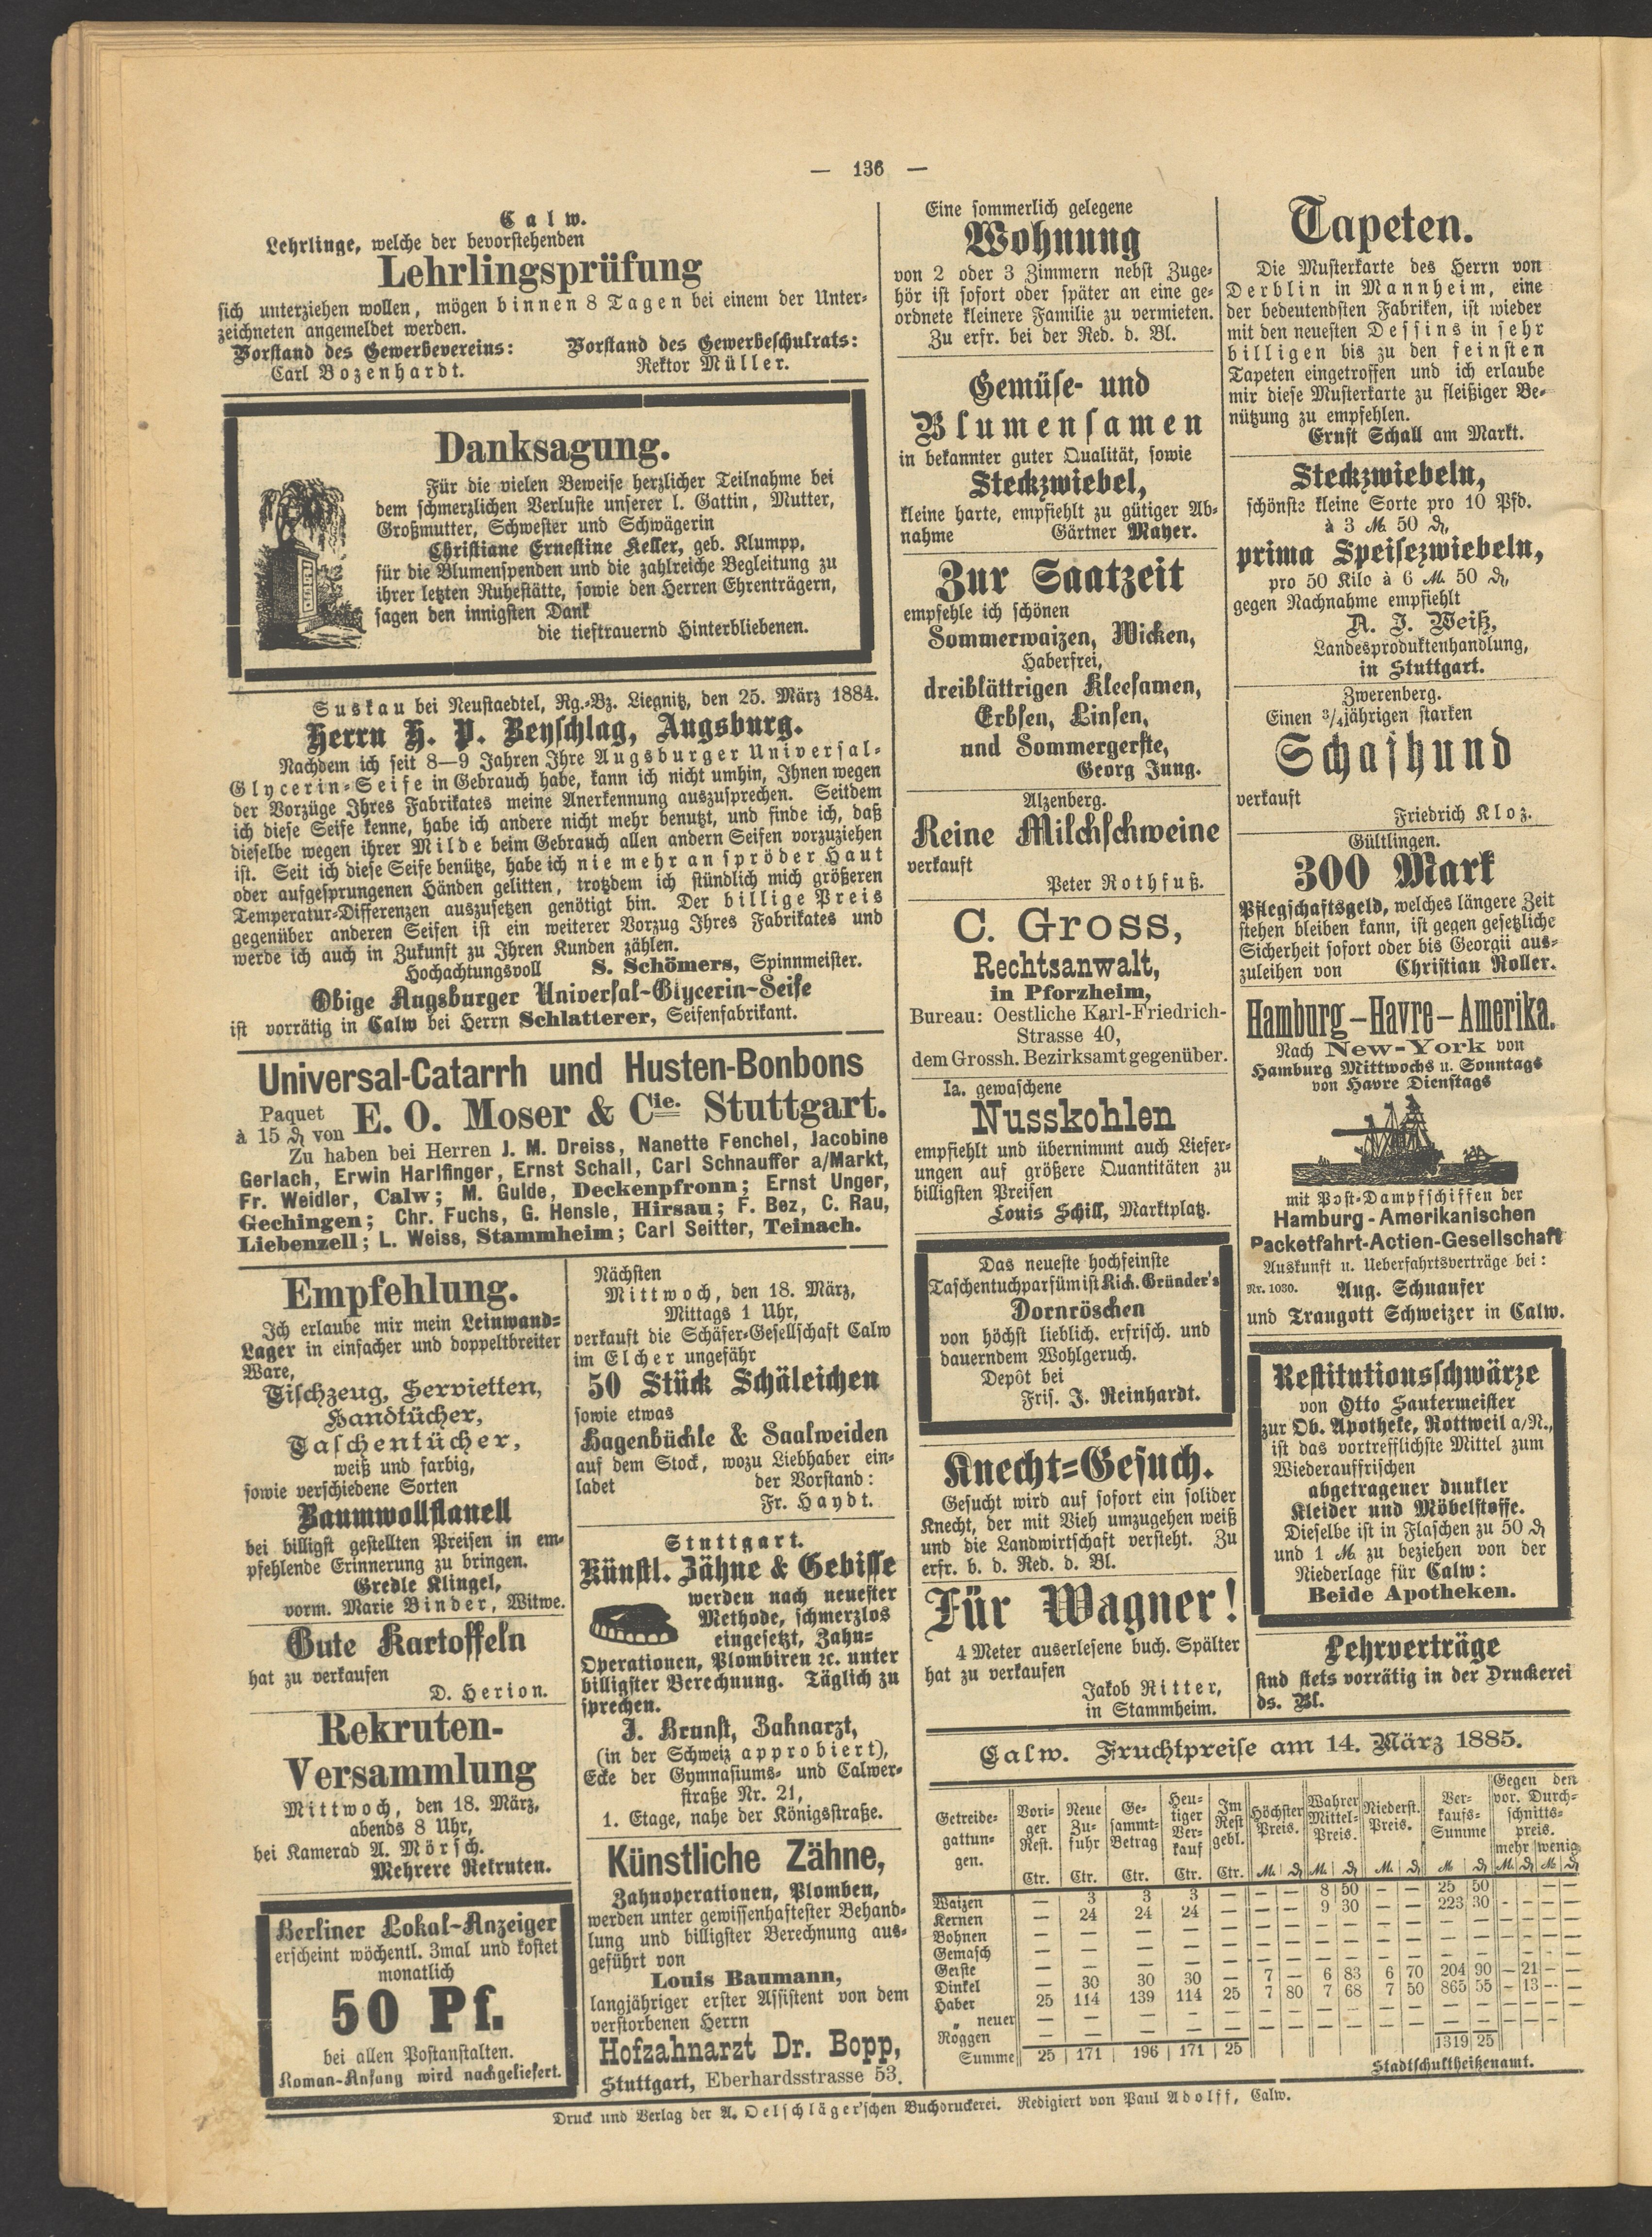 — 136 —
Calw.
Lehrlinge, welche der bevorstehenden
Lehrlingsprüfung
sich unterziehen wollen, mögen binnen 8 Tagen bei einem der Unter-
zeichneten angemeldet werden.
Vorstand des Gewerbevereins: Vorstand des Gewerbeschulrats:
Carl Bozenhardt. Rektor Müller.
Danksagung.
Für die vielen Beweise herzlicher Teilnahme bei
dem schmerzlichen Verluste unserer l. Gattin, Mutter,
Großmutter, Schwester und Schwägerin
Christiane Ernestine Keller, geb. Klumpp,
für die Blumenspenden und die zahlreiche Begleitung zu
ihrer letzten Ruhestätte, sowie den Herren Ehrenträgern,
sagen den innigsten Dank
die tieftrauernd Hinterbliebenen.
Suskau bei Neustaedtel, Rg.-Bz. Liegnitz, den 25. März 1884.
Herrn H. P. Beyschlag, Augsburg.
Nachdem ich seit 8—9 Jahren Ihre Augsburger Universal-
Glycerin-Seife in Gebrauch habe, kann ich nicht umhin, Ihnen wegen
der Vorzüge Ihres Fabrikates meine Anerkennung auszusprechen. Seitdem
ich diese Seife kenne, habe ich andere nicht mehr benutzt, und finde ich, daß
dieselbe wegen ihrer Milde beim Gebrauch allen andern Seifen vorzuziehen
ist. Seit ich diese Seife benütze, habe ich nie mehr an spröder Haut
oder aufgesprungenen Händen gelitten, trotzdem ich stündlich mich größeren
Temperatur-Differenzen auszusetzen genötigt bin. Der billige Preis
gegenüber anderen Seifen ist ein weiterer Vorzug Ihres Fabrikates und
werde ich auch in Zukunft zu Ihren Kunden zählen.
Hochachtungsvoll S. Schömers, Spinnmeister.
Obige Augsburger Universal-Glycerin-Seife
ist vorrätig in Calw bei Herrn Schlatterer, Seifenfabrikant.
Universal-Catarrh und Husten-Bonbons
Paquet
à 15 ₰ von E. O. Moser & Cie. Stuttgart.
Zu haben bei Herren J. M. Dreiss, Nanette Fenchel, Jacobine
Gerlach, Erwin Harlfinger, Ernst Schall, Carl Schnauffer a/Markt,
Fr. Weidler, Calw; M. Gulde, Deckenpfronn; Ernst Unger,
Gechingen; Chr. Fuchs, G. Hensle, Hirsau; F. Bez, C. Rau,
Liebenzell; L. Weiss, Stammheim; Carl Seitter, Teinach.
Empfehlung.
Ich erlaube mir mein Leinwand-
Lager in einfacher und doppeltbreiter
Ware,
Tischzeug, Servietten,
Handtücher,
Taschentücher,
weiß und farbig,
sowie verschiedene Sorten
Baumwollflanell
bei billigst gestellten Preisen in em-
pfehlende Erinnerung zu bringen.
Gredle Klingel,
vorm. Marie Binder, Witwe.
Gute Kartoffeln
hat zu verkaufen
D. Herion.
Rekruten-
Versammlung
Mittwoch, den 18. März,
abends 8 Uhr,
bei Kamerad A. Mörsch.
Mehrere Rekruten.
Berliner Lokal-Anzeiger
erscheint wöchentl. 3mal und kostet
monatlich
50 Pf.
bei allen Postanstalten.
Roman-Anfang wird nachgeliefert.
Nächsten
Mittwoch, den 18. März,
Mittags 1 Uhr,
verkauft die Schäfer-Gesellschaft Calw
im Elcher ungefähr
50 Stück Schäleichen
sowie etwas
Hagenbüchle & Saalweiden
auf dem Stock, wozu Liebhaber ein-
ladet der Vorstand:
Fr. Haydt.
Stuttgart.
Künstl. Zähne & Gebisse
werden nach neuester
Methode, schmerzlos
eingesetzt, Zahn-
Operationen, Plombiren ꝛc. unter
billigster Berechnung. Täglich zu
sprechen.
J. Brunst, Zahnarzt,
(in der Schweiz approbiert),
Ecke der Gymnasiums- und Calwer-
straße Nr. 21,
1. Etage, nahe der Königsstraße.
Künstliche Zähne,
Zahnoperationen, Plomben,
werden unter gewissenhaftester Behand-
lung und billigster Berechnung aus-
geführt von
Louis Baumann,
langjähriger erster Assistent von dem
verstorbenen Herrn
Hofzahnarzt Dr. Bopp,
Stuttgart, Eberhardsstrasse 53.
Eine sommerlich gelegene
Wohnung
von 2 oder 3 Zimmern nebst Zuge-
hör ist sofort oder später an eine ge-
ordnete kleinere Familie zu vermieten.
Zu erfr. bei der Red. d. Bl.
Gemüse- und
Blumensamen
in bekannter guter Qualität, sowie
Steckzwiebel,
kleine harte, empfiehlt zu gütiger Ab-
nahme Gärtner Mayer.
Zur Saatzeit
empfehle ich schönen
Sommerwaizen, Wicken,
Haberfrei,
dreiblättrigen Kleesamen,
Erbsen, Linsen,
und Sommergerste,
Georg Jung.
Alzenberg.
Reine Milchschweine
verkauft
Peter Rothfuß.
C. Gross,
Rechtsanwalt,
in Pforzheim,
Bureau: Oestliche Karl-Friedrich-
Strasse 40,
dem Grossh. Bezirksamt gegenüber.
Ia. gewaschene
Nusskohlen
empfiehlt und übernimmt auch Liefer-
ungen auf größere Quantitäten zu
billigsten Preisen
Louis Schill, Marktplatz.
Das neueste hochfeinste
Taschentuchparfüm ist Rich. Gründer's
Dornröschen
von höchst lieblich. erfrisch. und
dauerndem Wohlgeruch.
Depôt bei
Fris. J. Reinhardt.
Knecht-Gesuch.
Gesucht wird auf sofort ein solider
Knecht, der mit Vieh umzugehen weiß
und die Landwirtschaft versteht. Zu
erfr. b. d. Red. d. Bl.
Für Wagner!
4 Meter auserlesene buch. Spälter
hat zu verkaufen
Jakob Ritter,
in Stammheim.
Tapeten.
Die Musterkarte des Herrn von
Derblin in Mannheim, eine
der bedeutendsten Fabriken, ist wieder
mit den neuesten Dessins in sehr
billigen bis zu den feinsten
Tapeten eingetroffen und ich erlaube
mir diese Musterkarte zu fleißiger Be-
nützung zu empfehlen.
Ernst Schall am Markt.
Steckzwiebeln,
schönste kleine Sorte pro 10 Pfd.
à 3 ℳ 50 ₰,
prima Speisezwiebeln,
pro 50 Kilo à 6 ℳ 50 ₰,
gegen Nachnahme empfiehlt
A. J. Weiß,
Landesproduktenhandlung,
in Stuttgart.
Zwerenberg.
Einen 3/4jährigen starken
Schafhund
verkauft
Friedrich Kloz.
Gültlingen.
300 Mark
Pflegschaftsgeld, welches längere Zeit
stehen bleiben kann, ist gegen gesetzliche
Sicherheit sofort oder bis Georgii aus-
zuleihen von Christian Roller.
Hamburg–Havre–Amerika.
Nach New-York von
Hamburg Mittwochs u. Sonntags
von Havre Dienstags
mit Post-Dampfschiffen der
Hamburg-Amerikanischen
Packetfahrt-Actien-Gesellschaft
Auskunft u. Ueberfahrtsverträge bei:
Nr. 1030. Aug. Schnaufer
und Traugott Schweizer in Calw.
Restitutionsschwärze
von Otto Sautermeister
zur Ob. Apotheke, Rottweil a/N.,
ist das vortrefflichste Mittel zum
Wiederauffrischen
abgetragener dunkler
Kleider und Möbelstoffe.
Dieselbe ist in Flaschen zu 50 ₰
und 1 ℳ zu beziehen von der
Niederlage für Calw:
Beide Apotheken.
Lehrverträge
sind stets vorrätig in der Druckerei
ds. Bl.
Calw. Fruchtpreise am 14. März 1885.
Getreide-gattun-gen. | Vori-ger Rest. | Neue Zu-fuhr | Ge-sammt-Betrag | Heu-tiger Ver-kauf | Im Rest gebl. | Höchster Preis. | Wahrer Mittel-Preis. | Niederst. Preis. | Ver-kaufs-Summe | Gegen den vor. Durch-schnitts-preis. mehr wenig.
Ctr. Ctr. Ctr. Ctr. Ctr. ℳ ₰ ℳ ₰ ℳ ₰ ℳ ₰ ℳ ₰ ℳ ₰
Waizen — 3 3 3 — — — 8 50 — — 25 50 — —
Kernen — 24 24 24 — — — 9 30 — — 223 30 - — — —
Bohnen — — — — — — — — — — — — — - — — —
Gemasch — — — — — — — — — — — — — - — — —
Gerste — — — — — — — — — — — — — - — — —
Dinkel — 30 30 30 — 7 — 6 83 6 70 204 90 — 21 — —
Haber 25 114 139 114 25 7 80 7 68 7 50 865 55 — 13 — —
„ neuer — — — — — — — — — — — — — - — — —
Roggen — — — — — — — — — — — — — - — — —
Summe 25 171 196 171 25 1319 25
Stadtschultheißenamt.
Druck und Verlag der A. Oelschläger'schen Buchdruckerei. Redigiert von Paul Adolff, Calw.